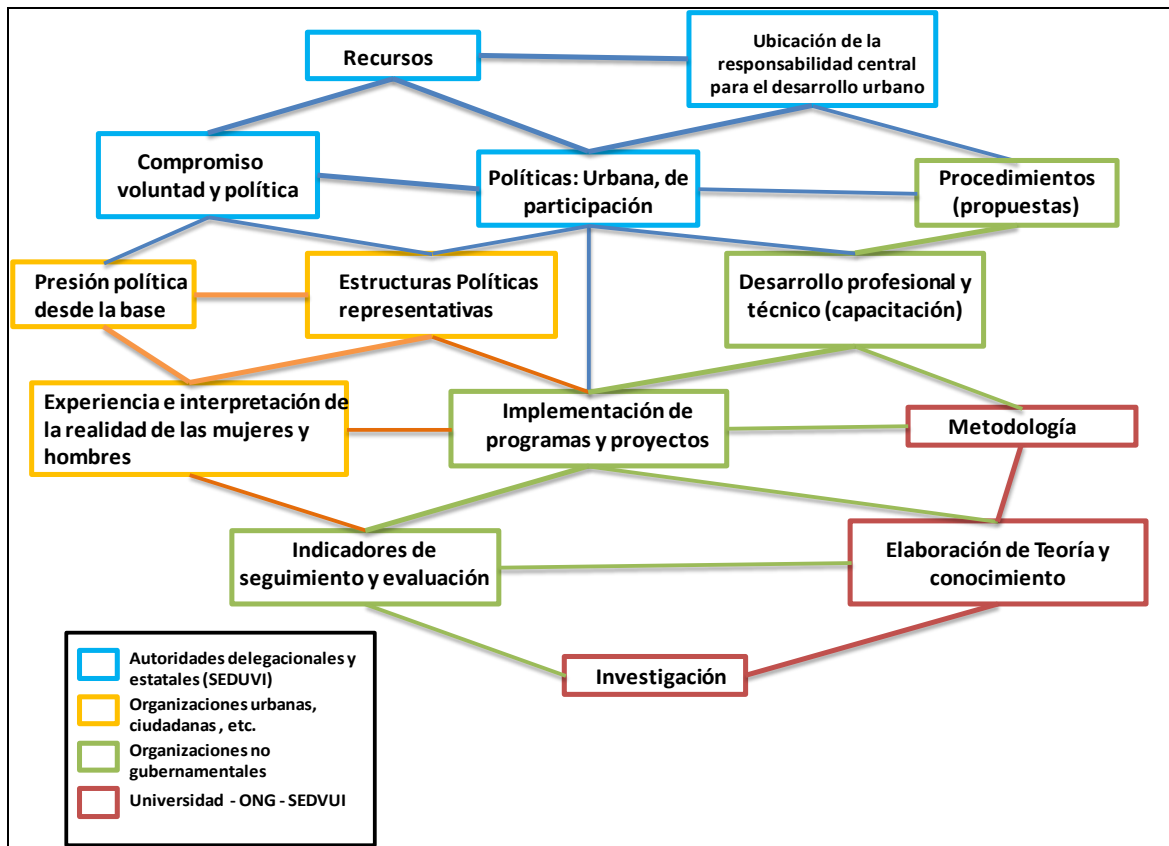 Recursos
Ubicación de la
responsabilidad central
para el desarrollo urbano
Compromiso
voluntad y política
Políticas: Urbana, de
participación
Procedimientos
(propuestas)
Presión política
desde la base
Estructuras Políticas
representativas
Desarrollo profesional y
técnico (capacitación)
Experiencia e interpretación de
la realidad de las mujeres y
hombres
Implementación de
programas y proyectos
Metodología
Indicadores de
seguimiento y evaluación
Elaboración de Teoría y
conocimiento
Investigación
Autoridades delegacionales y
estatales (SEDUVI)
Organizaciones urbanas,
ciudadanas , etc.
Organizaciones no
gubernamentales
Universidad - ONG - SEDVUI